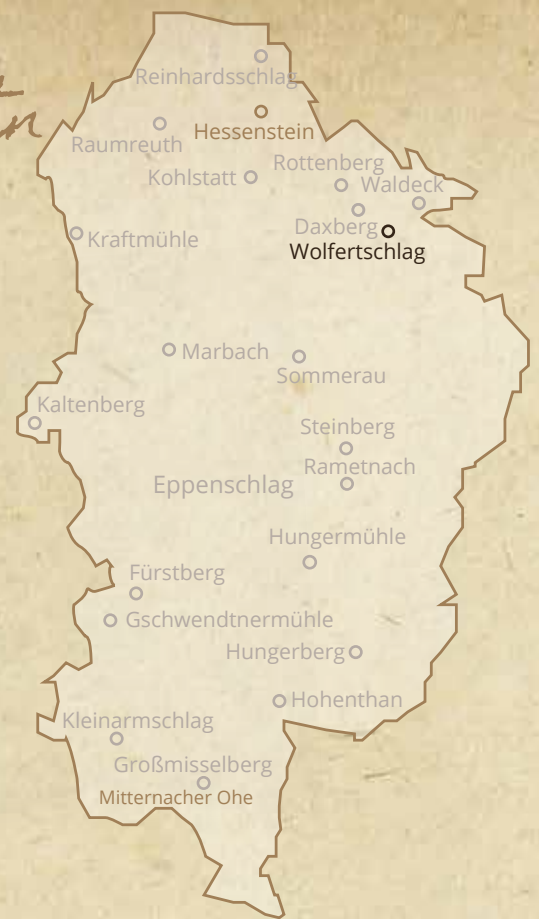 Reinhardsschlag
Hessenstein
Raumreuth
Rottenberg
Kohlstatt
Waldeck
Daxberg
Kraftmühle
Wolfertschlag
Marbach
Sommerau
Kaltenberg
Steinberg
Rametnach
Eppenschlag
Hungermühle
Fürstberg
Gschwendtnermühle
Hungerberg
Hohenthan
Kleinarmschlag
Großmisselberg
Mitternacher Ohe